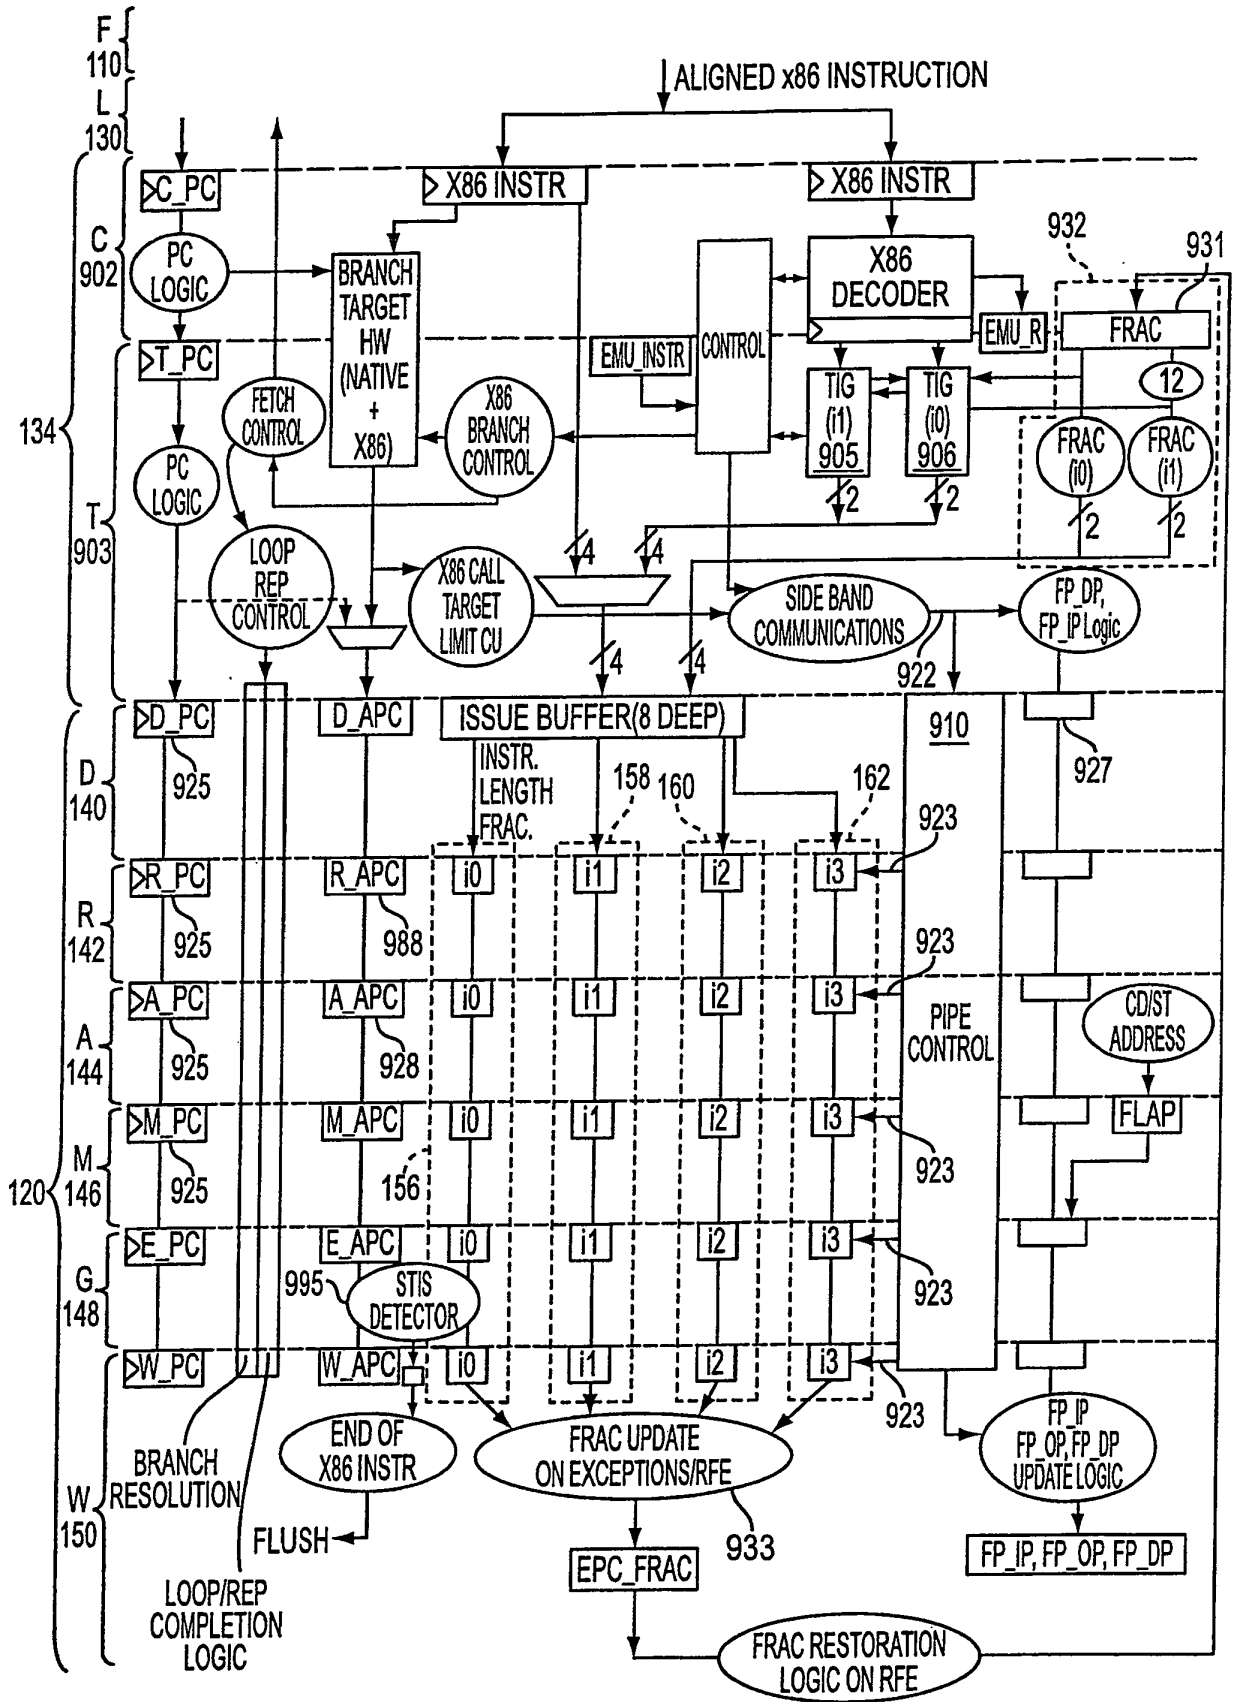 F
110
L
130
ALIGNED x86 INSTRUCTION
134
C
902
C_PC
X86 INSTR
X86 INSTR
932
931
PC
LOGIC
BRANCH
TARGET
HW
(NATIVE
+
X86)
CONTROL
X86
DECODER
EMU_R
FRAC
T
903
T_PC
EMU_INSTR
12
FETCH
CONTROL
X86
BRANCH
CONTROL
TIG
(i1)
905
TIG
(i0)
906
FRAC
(i0)
FRAC
(i1)
PC
LOGIC
2
2
2
2
4
4
LOOP
REP
CONTROL
X86 CALL
TARGET
LIMIT CU
SIDE BAND
COMMUNICATIONS
FP_DP,
FP_IP Logic
922
4
4
120
D
140
D_PC
925
D_APC
ISSUE BUFFER(8 DEEP)
910
927
INSTR.
LENGTH
FRAC.
158
160
162
923
R
142
R_PC
925
R_APC
988
i0
i1
i2
i3
923
A
144
A_PC
925
A_APC
928
i0
i1
i2
i3
PIPE
CONTROL
CD/ST
ADDRESS
M
146
M_PC
925
M_APC
156
i0
i1
i2
i3
923
FLAP
G
148
E_PC
E_APC
i0
i1
i2
i3
923
995
STIS
DETECTOR
W
150
W_PC
W_APC
i0
i1
i2
i3
923
BRANCH
RESOLUTION
END OF
X86 INSTR
FRAC UPDATE
ON EXCEPTIONS/RFE
FP_IP
FP_OP, FP_DP
UPDATE LOGIC
FLUSH
933
EPC_FRAC
FP_IP, FP_OP, FP_DP
LOOP/REP
COMPLETION
LOGIC
FRAC RESTORATION
LOGIC ON RFE